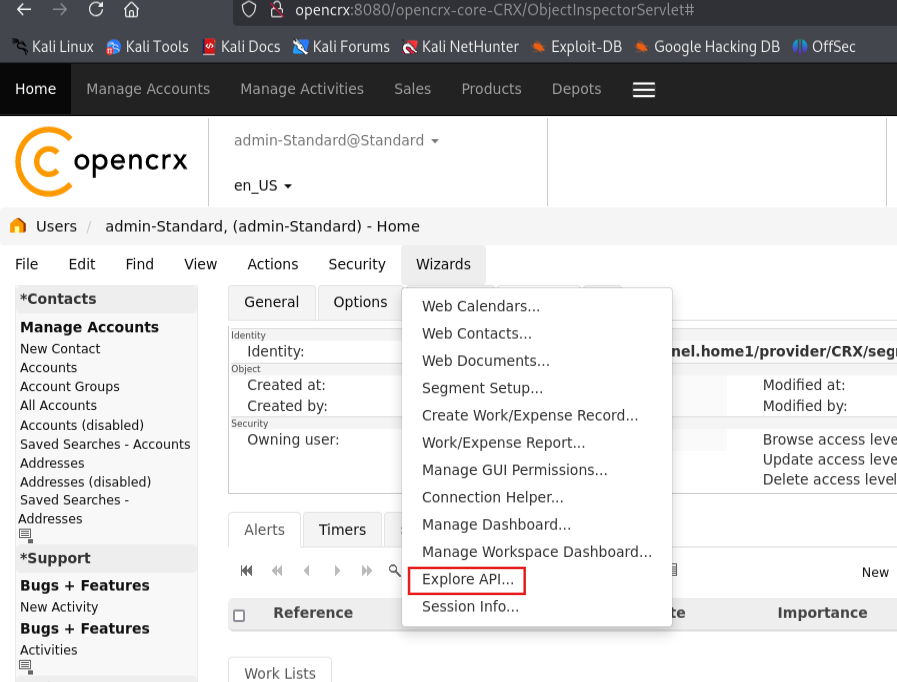 opencrx:8080/opencrx-core-CRX/ObjectInspectorServlet#
Kali Linux Kali Tools Kali Docs Kali Forums Kali NetHunter Exploit-DB Google Hacking DB OffSec
Home Manage Accounts Manage Activities Sales Products Depots
opencrx
admin-Standard@Standard
en_US
Users / admin-Standard, (admin-Standard) - Home
File Edit Find View Actions Security Wizards
*Contacts
Manage Accounts
New Contact
Accounts
Account Groups
All Accounts
Accounts (disabled)
Saved Searches - Accounts
Addresses
Addresses (disabled)
Saved Searches -
Addresses
*Support
Bugs + Features
New Activity
Bugs + Features
Activities
General Options
Identity
Identity:
nel.home1/provider/CRX/seg
Object
Created at:
Modified at:
Created by:
Modified by:
Security
Owning user:
Browse access leve
Update access leve
Delete access level
Web Calendars...
Web Contacts...
Web Documents...
Segment Setup...
Create Work/Expense Record...
Work/Expense Report...
Manage GUI Permissions...
Connection Helper...
Manage Dashboard...
Manage Workspace Dashboard...
Explore API...
Session Info...
Alerts Timers
New
Reference
te
Importance
Work Lists